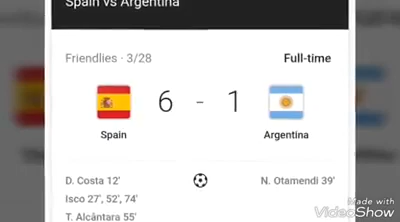 Spain vs Argentina
Friendlies · 3/28
Full-time
6 - 1
Spain
Argentina
D. Costa 12'
N. Otamendi 39'
Isco 27', 52', 74'
T. Alcântara 55'
Made with
VideoShow